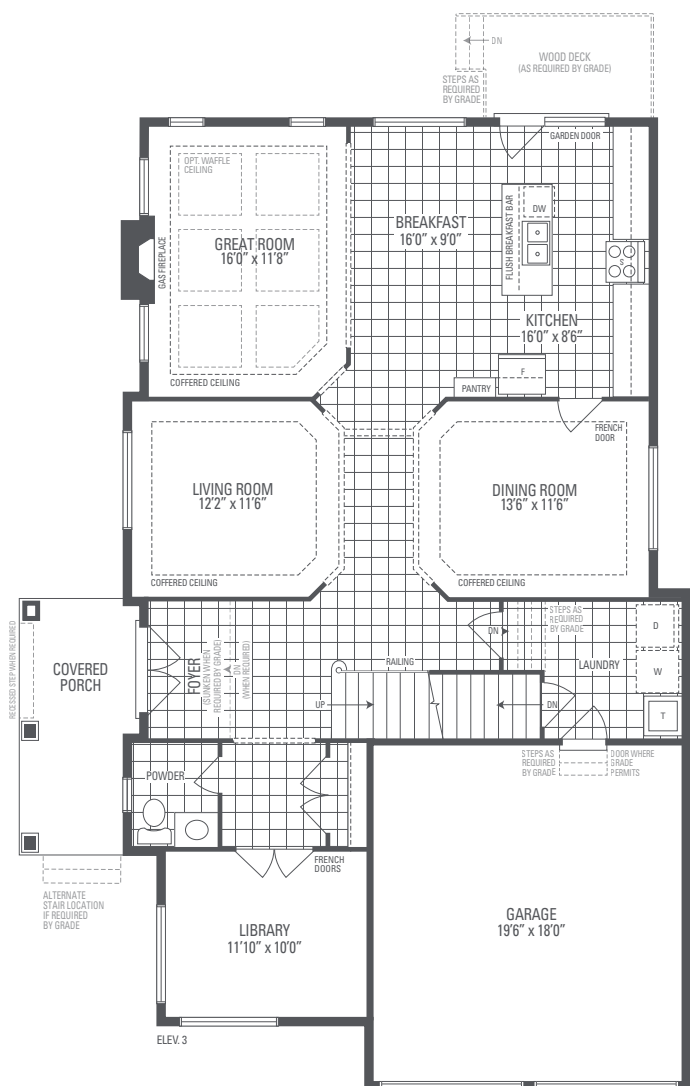 DN
WOOD DECK
(AS REQUIRED BY GRADE)
STEPS AS
REQUIRED
BY GRADE
GARDEN DOOR
OPT. WAFFLE
CEILING
GREAT ROOM
16'0" x 11'8"
GAS FIREPLACE
COFFERED CEILING
BREAKFAST
16'0" x 9'0"
FLUSH BREAKFAST BAR
DW
S
KITCHEN
16'0" x 8'6"
F
PANTRY
FRENCH
DOOR
LIVING ROOM
12'2" x 11'6"
COFFERED CEILING
DINING ROOM
13'6" x 11'6"
COFFERED CEILING
RECESSED STEP WHEN REQUIRED
COVERED
PORCH
FOYER
(SUNKEN WHEN
REQUIRED BY GRADE)
DN
(WHEN REQUIRED)
RAILING
UP
DN
DN
STEPS AS
REQUIRED
BY GRADE
LAUNDRY
D
W
T
STEPS AS
REQUIRED
BY GRADE
DOOR WHERE
GRADE
PERMITS
POWDER
FRENCH
DOORS
ALTERNATE
STAIR LOCATION
IF REQUIRED
BY GRADE
LIBRARY
11'10" x 10'0"
GARAGE
19'6" x 18'0"
ELEV. 3